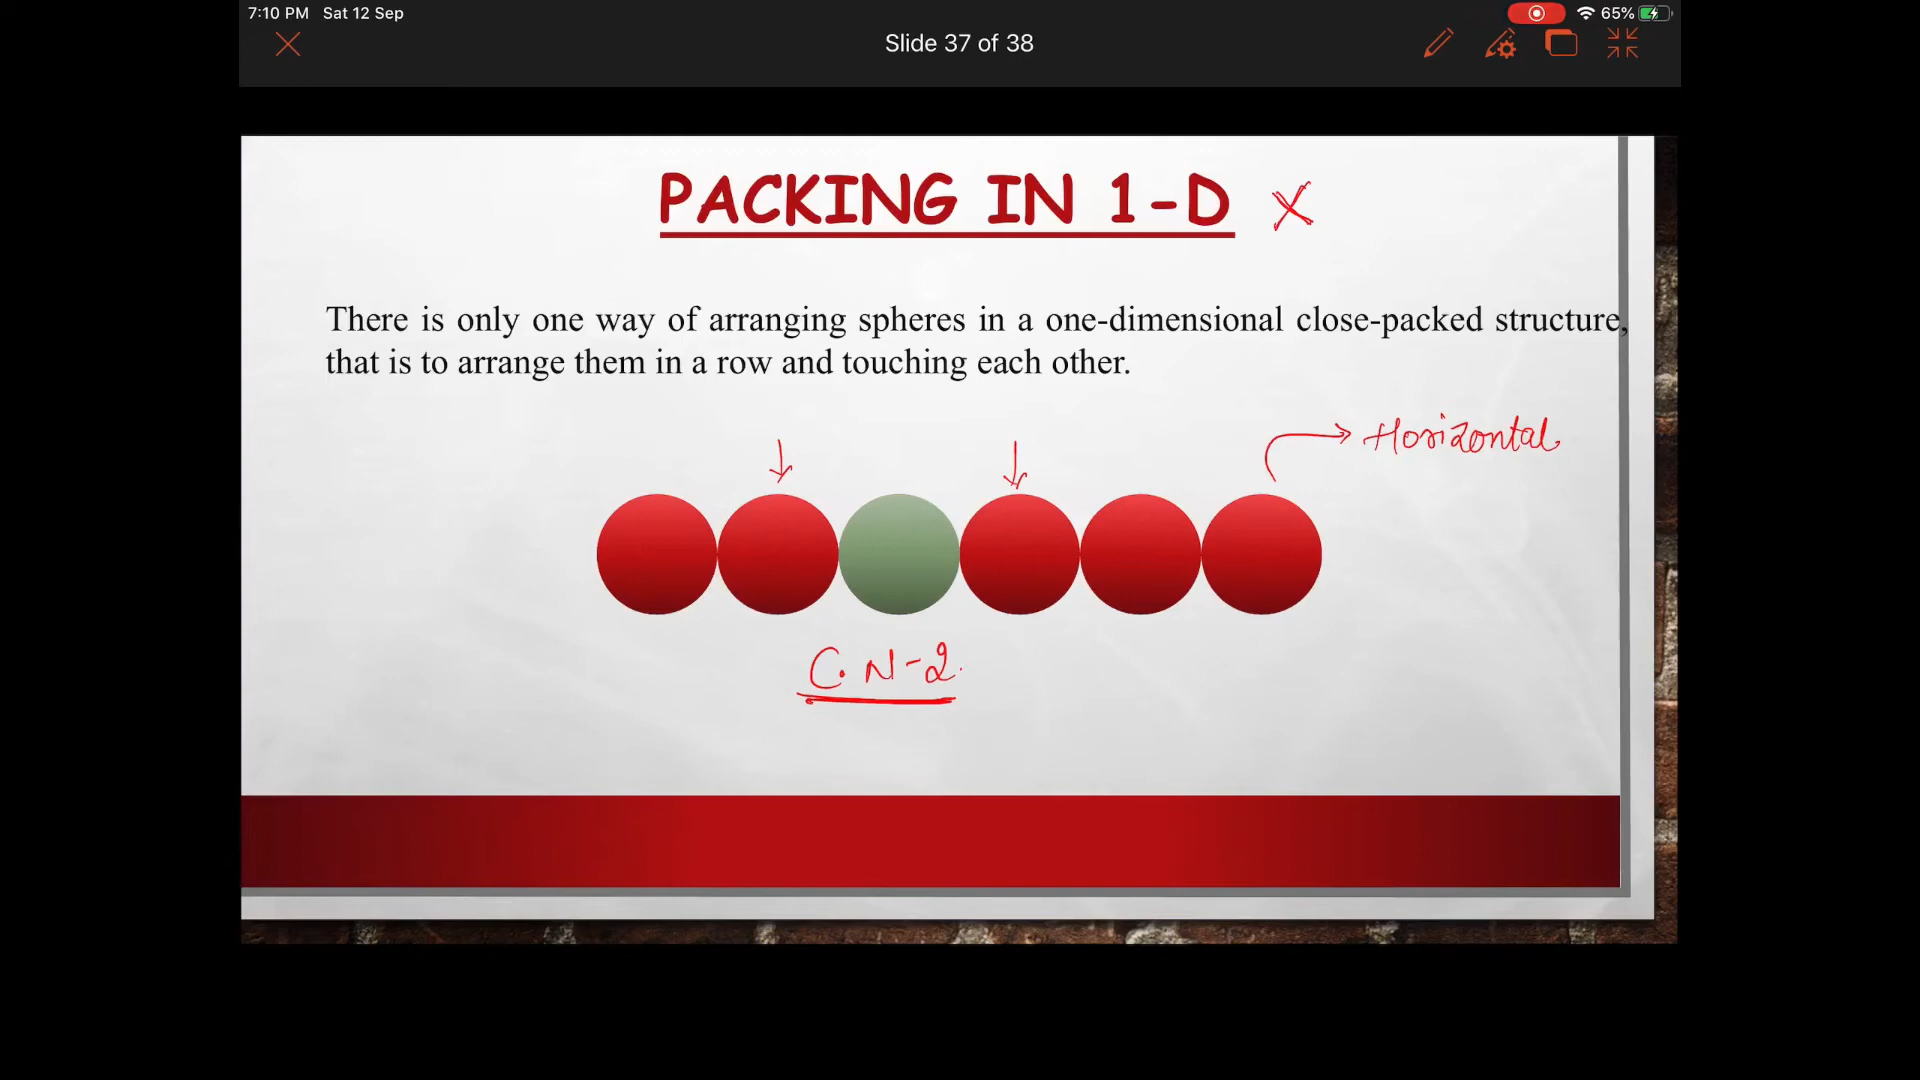 7:10 PM Sat 12 Sep
65%
Slide 37 of 38
PACKING IN 1-D X
There is only one way of arranging spheres in a one-dimensional close-packed structure,
that is to arrange them in a row and touching each other.
Horizontal
C.N-2.